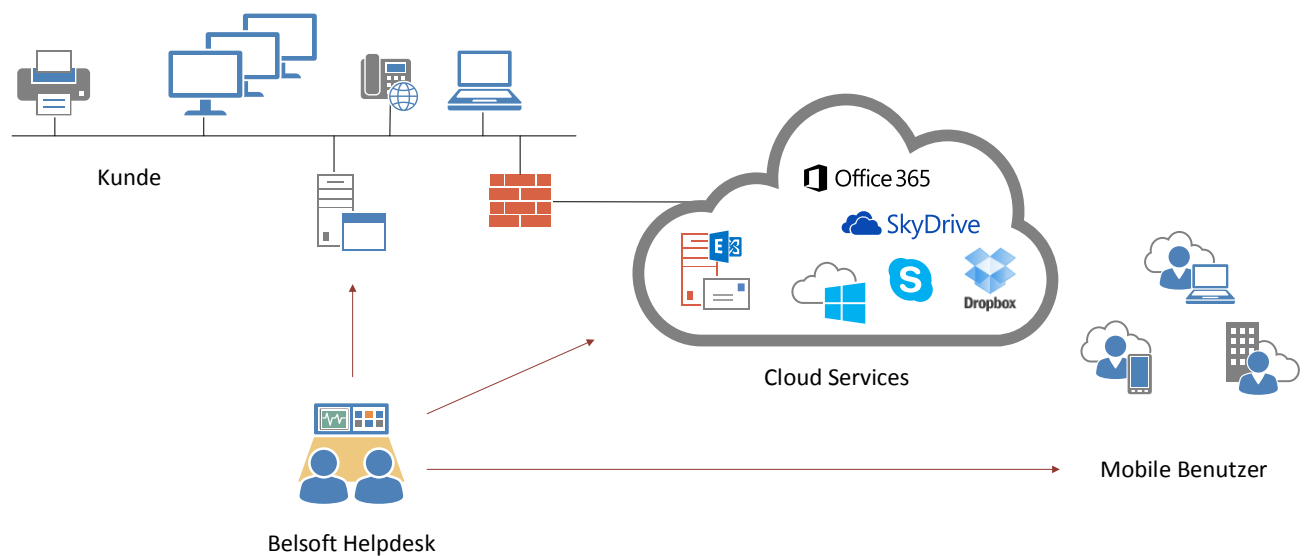 Kunde
Office 365
SkyDrive
E
S
Dropbox
Cloud Services
Mobile Benutzer
Belsoft Helpdesk